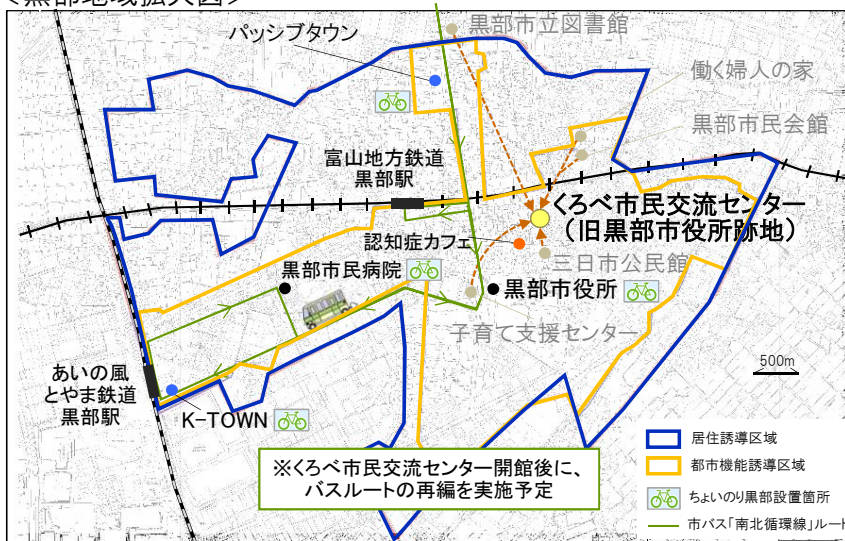 ＜黒部地域拡大図＞
パッシブタウン
黒部市立図書館
働く婦人の家
黒部市民会館
富山地方鉄道
黒部駅
くろべ市民交流センター
（旧黒部市役所跡地）
認知症カフェ
三日市公民館
黒部市民病院
黒部市役所
子育て支援センター
500m
あいの風
とやま鉄道
黒部駅
K-TOWN
※くろべ市民交流センター開館後に、
バスルートの再編を実施予定
居住誘導区域
都市機能誘導区域
ちょいのり黒部設置箇所
市バス「南北循環線」ルート